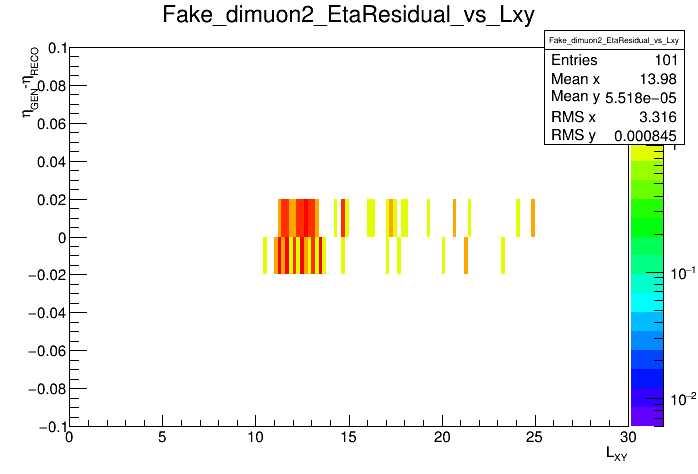 Fake_dimuon2_EtaResidual_vs_Lxy
Fake_dimuon2_EtaResidual_vs_Lxy
Entries 101
Mean x 13.98
Mean y 5.518e−05
RMS x 3.316
RMS y 0.000845
η_GEN-η_RECO
0.1
0.08
0.06
0.04
0.02
0
−0.02
−0.04
−0.06
−0.08
−0.1
0 5 10 15 20 25 30
L_XY
1
10^−1
10^−2